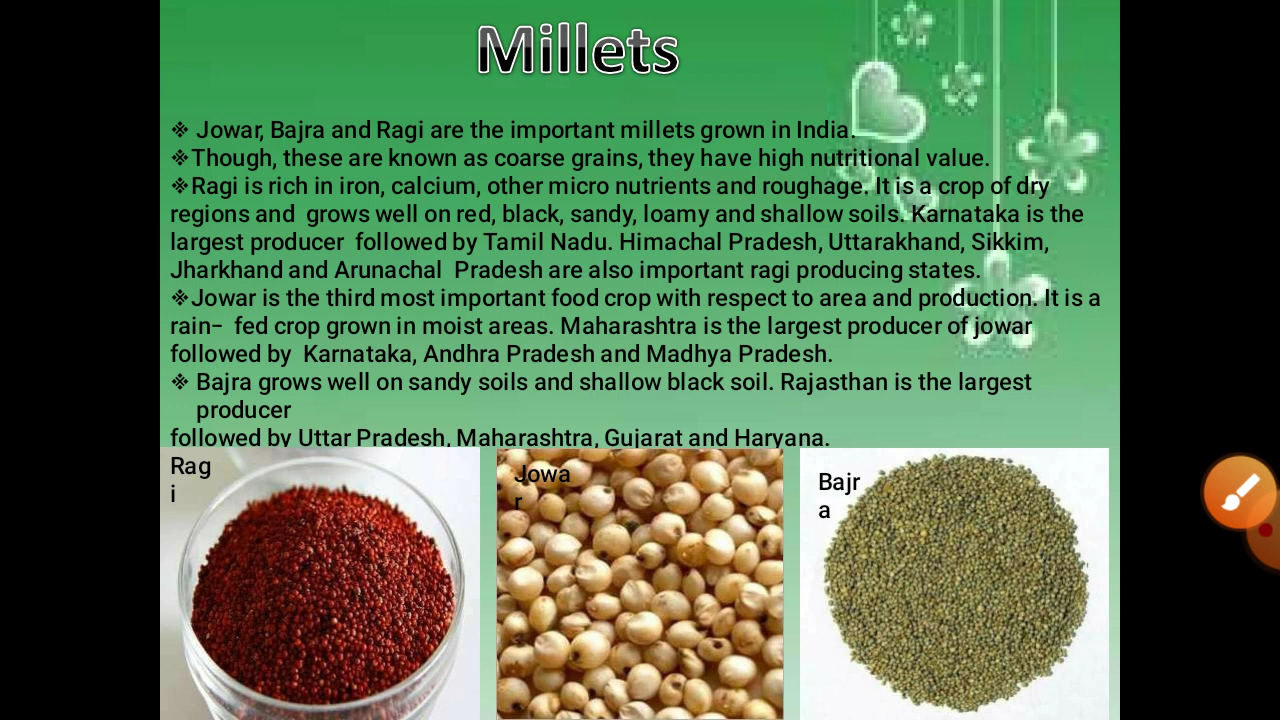 Millets
❖ Jowar, Bajra and Ragi are the important millets grown in India.
❖Though, these are known as coarse grains, they have high nutritional value.
❖Ragi is rich in iron, calcium, other micro nutrients and roughage. It is a crop of dry
regions and grows well on red, black, sandy, loamy and shallow soils. Karnataka is the
largest producer followed by Tamil Nadu. Himachal Pradesh, Uttarakhand, Sikkim,
Jharkhand and Arunachal Pradesh are also important ragi producing states.
❖Jowar is the third most important food crop with respect to area and production. It is a
rain– fed crop grown in moist areas. Maharashtra is the largest producer of jowar
followed by Karnataka, Andhra Pradesh and Madhya Pradesh.
❖ Bajra grows well on sandy soils and shallow black soil. Rajasthan is the largest
producer
followed by Uttar Pradesh, Maharashtra, Gujarat and Haryana.
Rag
i
Jowa
r
Bajr
a